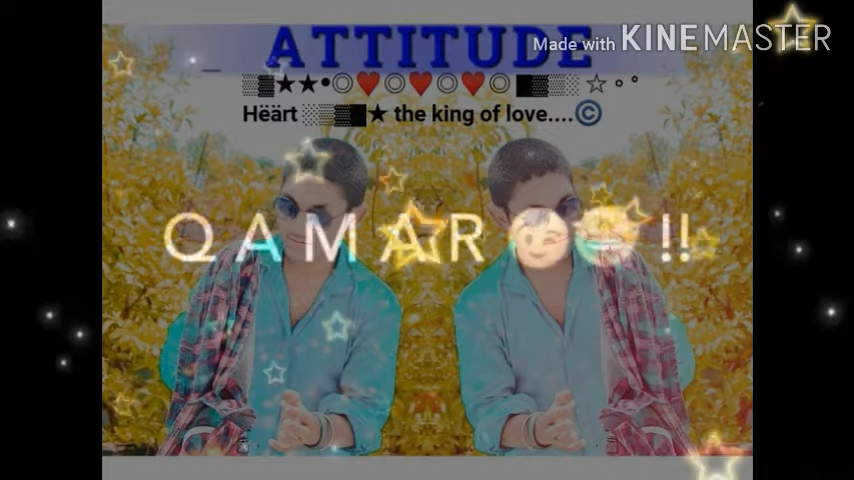 ATTITUDE
Made with KINEMASTER
░▒★★•◎❤️◎❤️◎❤️◎ █▓▒░ ☆ ∘ °
Hëärt ░▒▓█★ the king of love....©
QAMAR😉😎!!